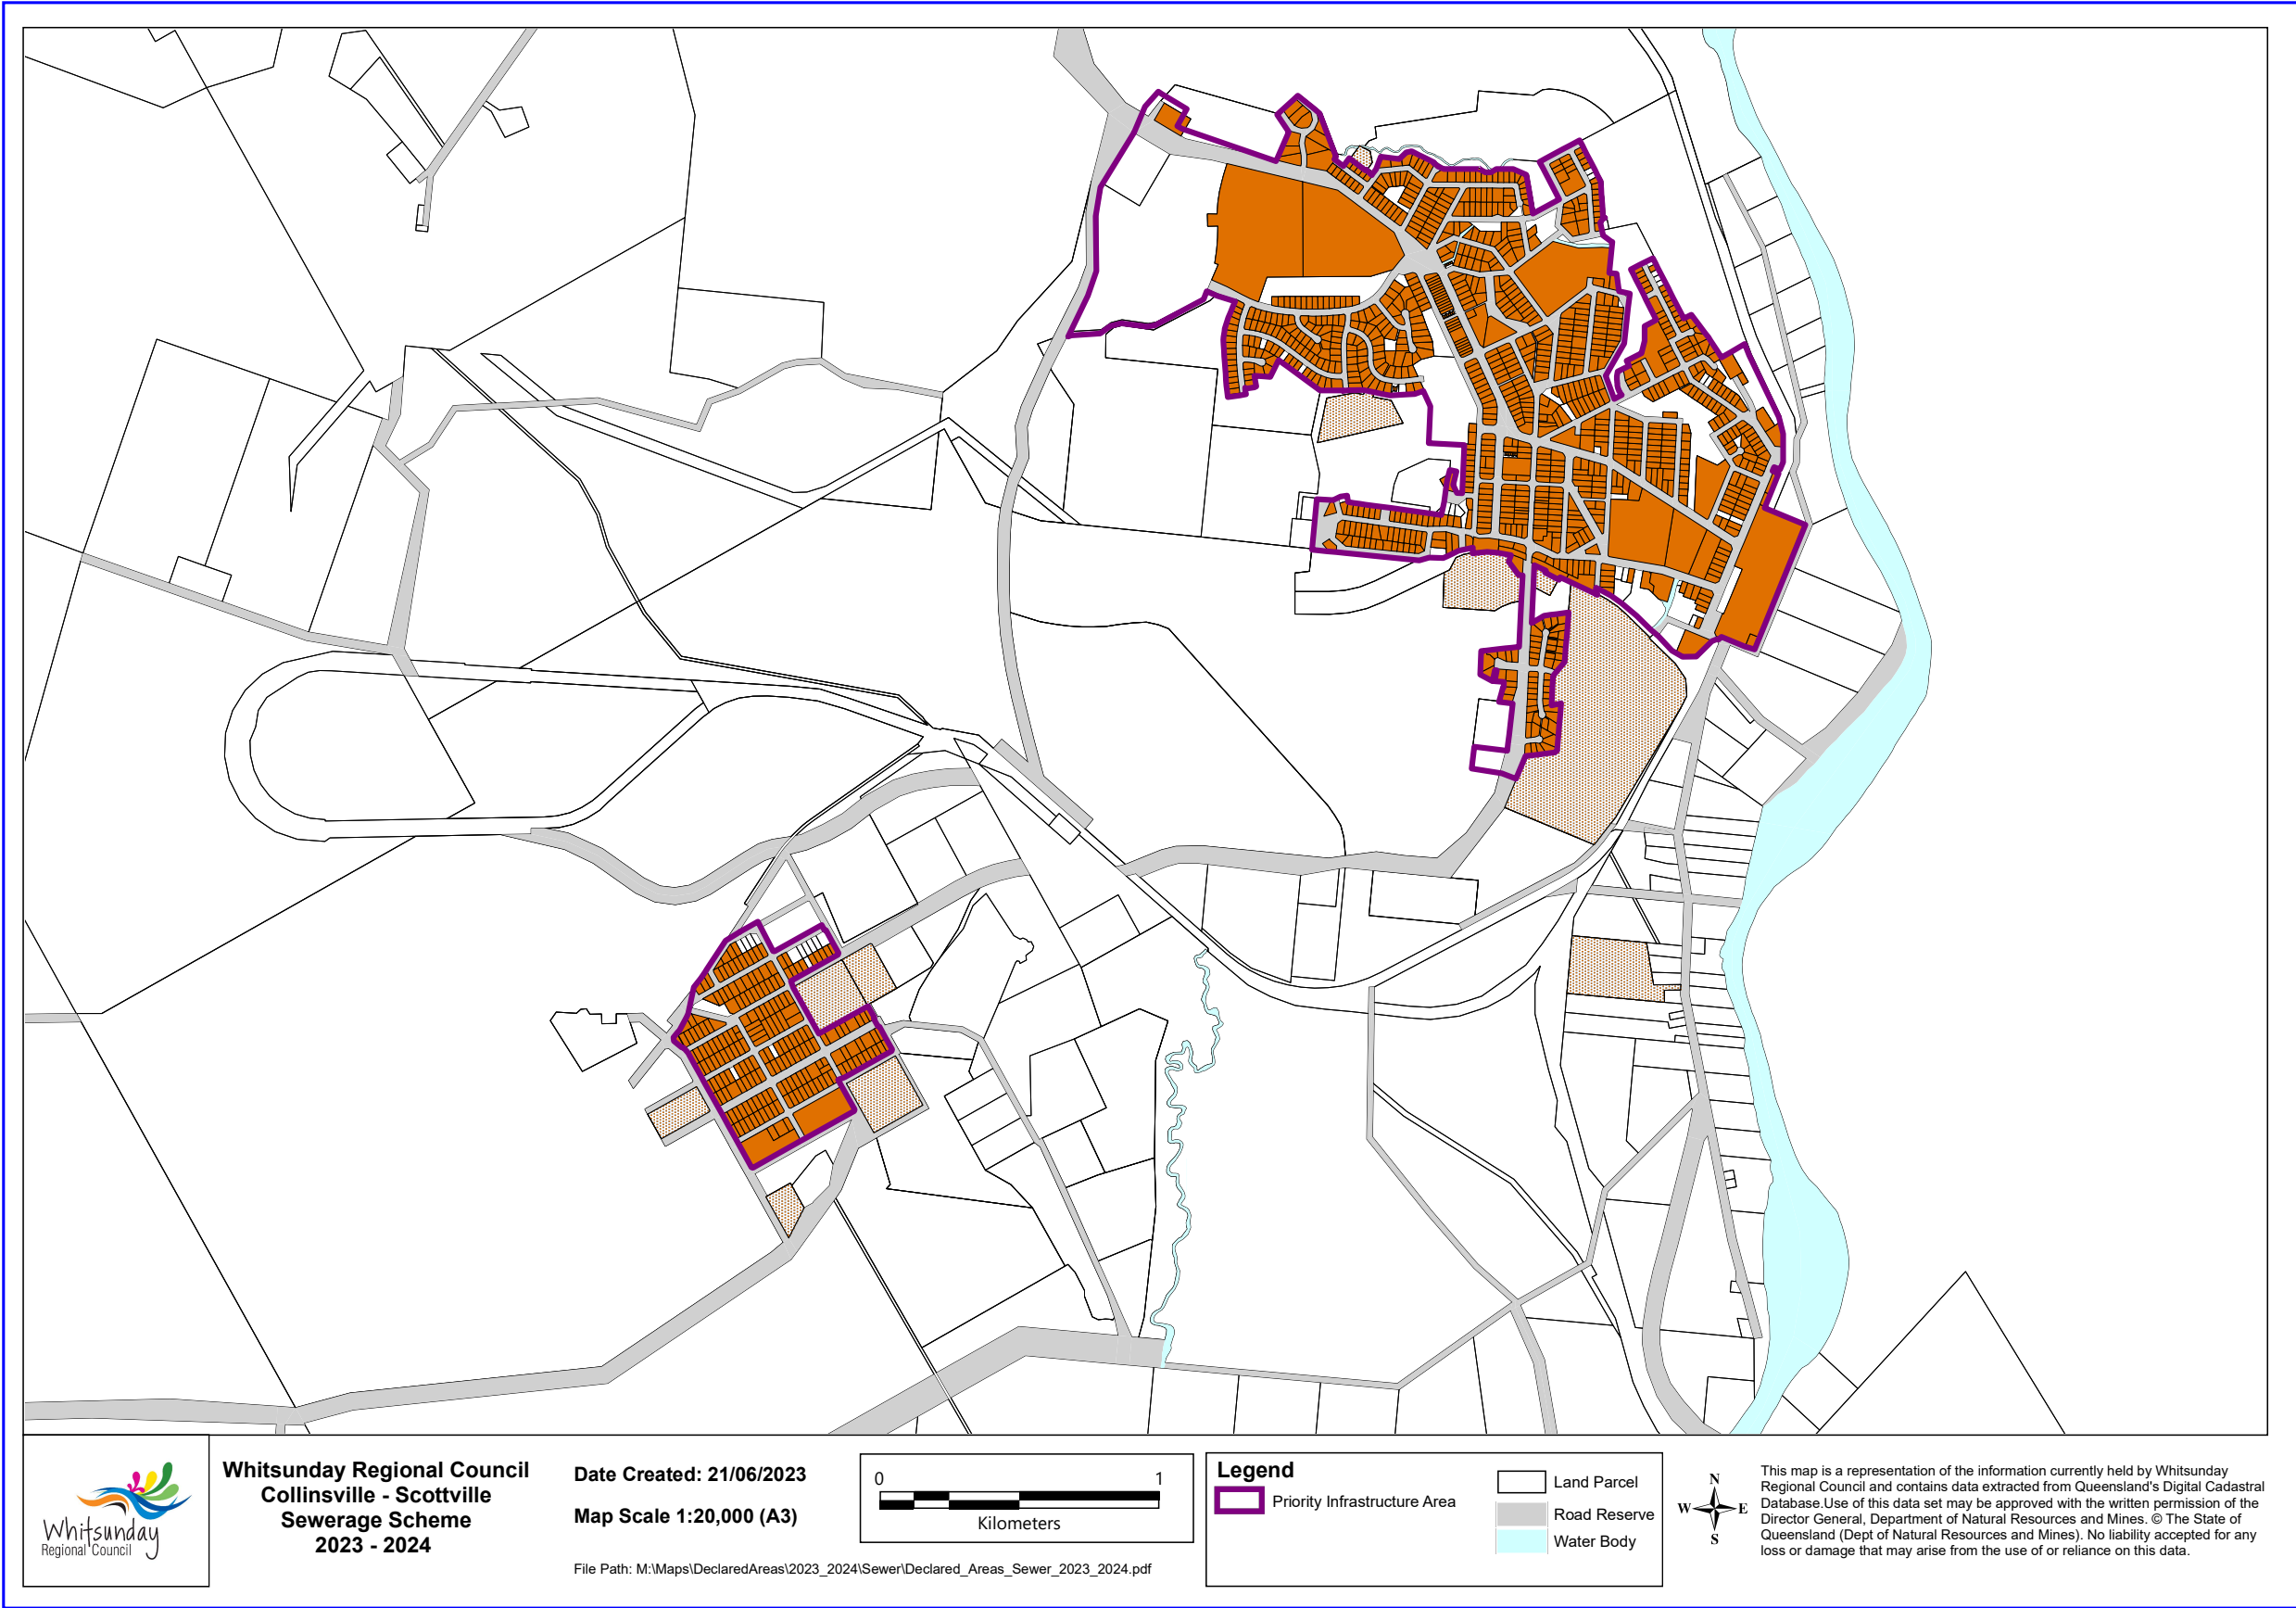 Whitsunday
Regional Council
Whitsunday Regional Council
Collinsville - Scottville
Sewerage Scheme
2023 - 2024
Date Created: 21/06/2023
Map Scale 1:20,000 (A3)
File Path: M:\Maps\DeclaredAreas\2023_2024\Sewer\Declared_Areas_Sewer_2023_2024.pdf
0 1
Kilometers
Legend
Priority Infrastructure Area
Land Parcel
Road Reserve
Water Body
N
W E
S
This map is a representation of the information currently held by Whitsunday
Regional Council and contains data extracted from Queensland's Digital Cadastral
Database.Use of this data set may be approved with the written permission of the
Director General, Department of Natural Resources and Mines. © The State of
Queensland (Dept of Natural Resources and Mines). No liability accepted for any
loss or damage that may arise from the use of or reliance on this data.